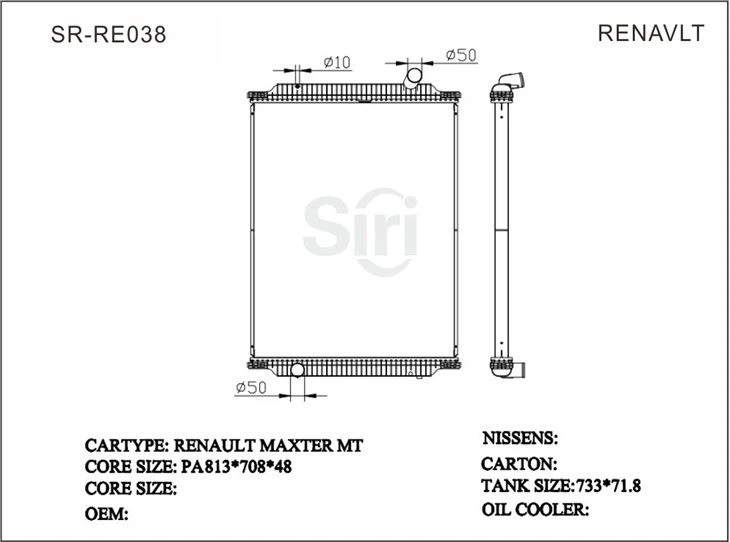 SR-RE038
RENAVLT
Ø10
Ø50
Siri
Ø50
CARTYPE: RENAULT MAXTER MT
CORE SIZE: PA813*708*48
CORE SIZE:
OEM:
NISSENS:
CARTON:
TANK SIZE:733*71.8
OIL COOLER: